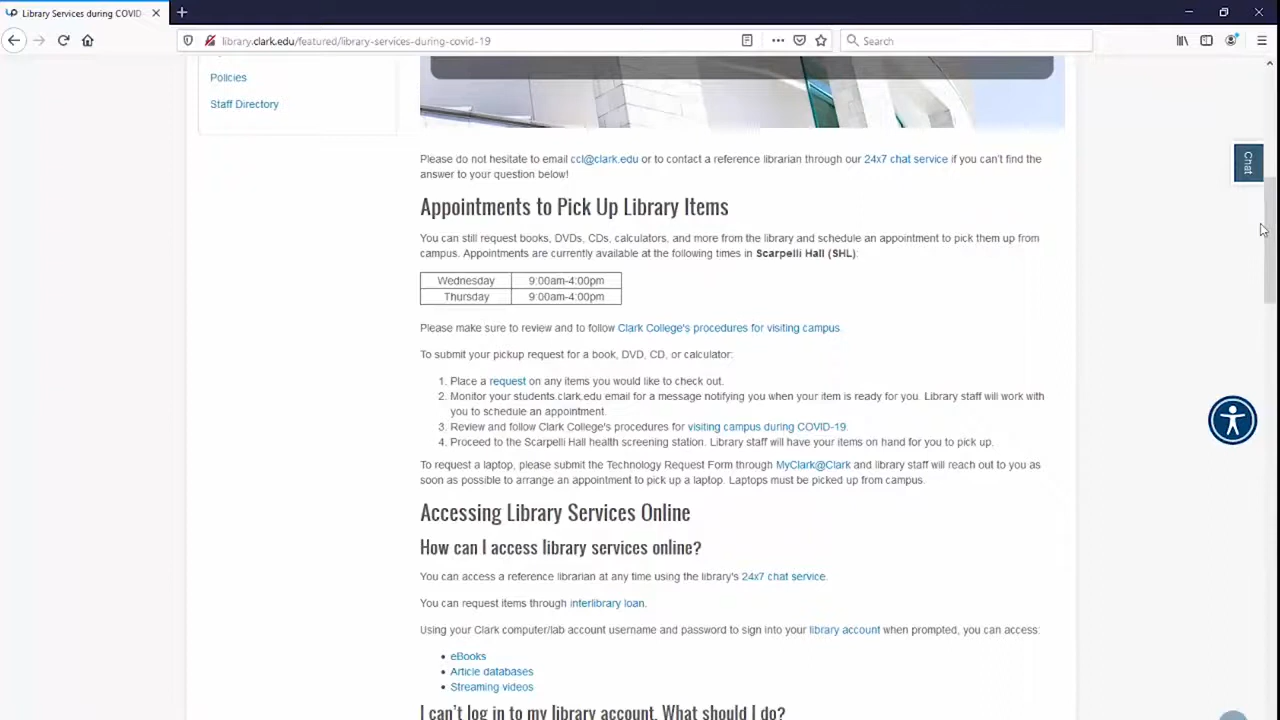 Library Services during COVID-
library.clark.edu/featured/library-services-during-covid-19
Search
Policies
Staff Directory
Please do not hesitate to email ccl@clark.edu or to contact a reference librarian through our 24x7 chat service if you can't find the
answer to your question below!
Chat
Appointments to Pick Up Library Items
You can still request books, DVDs, CDs, calculators, and more from the library and schedule an appointment to pick them up from
campus. Appointments are currently available at the following times in Scarpelli Hall (SHL):
Wednesday 9:00am-4:00pm
Thursday 9:00am-4:00pm
Please make sure to review and to follow Clark College's procedures for visiting campus.
To submit your pickup request for a book, DVD, CD, or calculator:
1. Place a request on any items you would like to check out.
2. Monitor your students.clark.edu email for a message notifying you when your item is ready for you. Library staff will work with
you to schedule an appointment.
3. Review and follow Clark College's procedures for visiting campus during COVID-19.
4. Proceed to the Scarpelli Hall health screening station. Library staff will have your items on hand for you to pick up.
To request a laptop, please submit the Technology Request Form through MyClark@Clark and library staff will reach out to you as
soon as possible to arrange an appointment to pick up a laptop. Laptops must be picked up from campus.
Accessing Library Services Online
How can I access library services online?
You can access a reference librarian at any time using the library's 24x7 chat service.
You can request items through interlibrary loan.
Using your Clark computer/lab account username and password to sign into your library account when prompted, you can access:
• eBooks
• Article databases
• Streaming videos
I can't log in to my library account. What should I do?